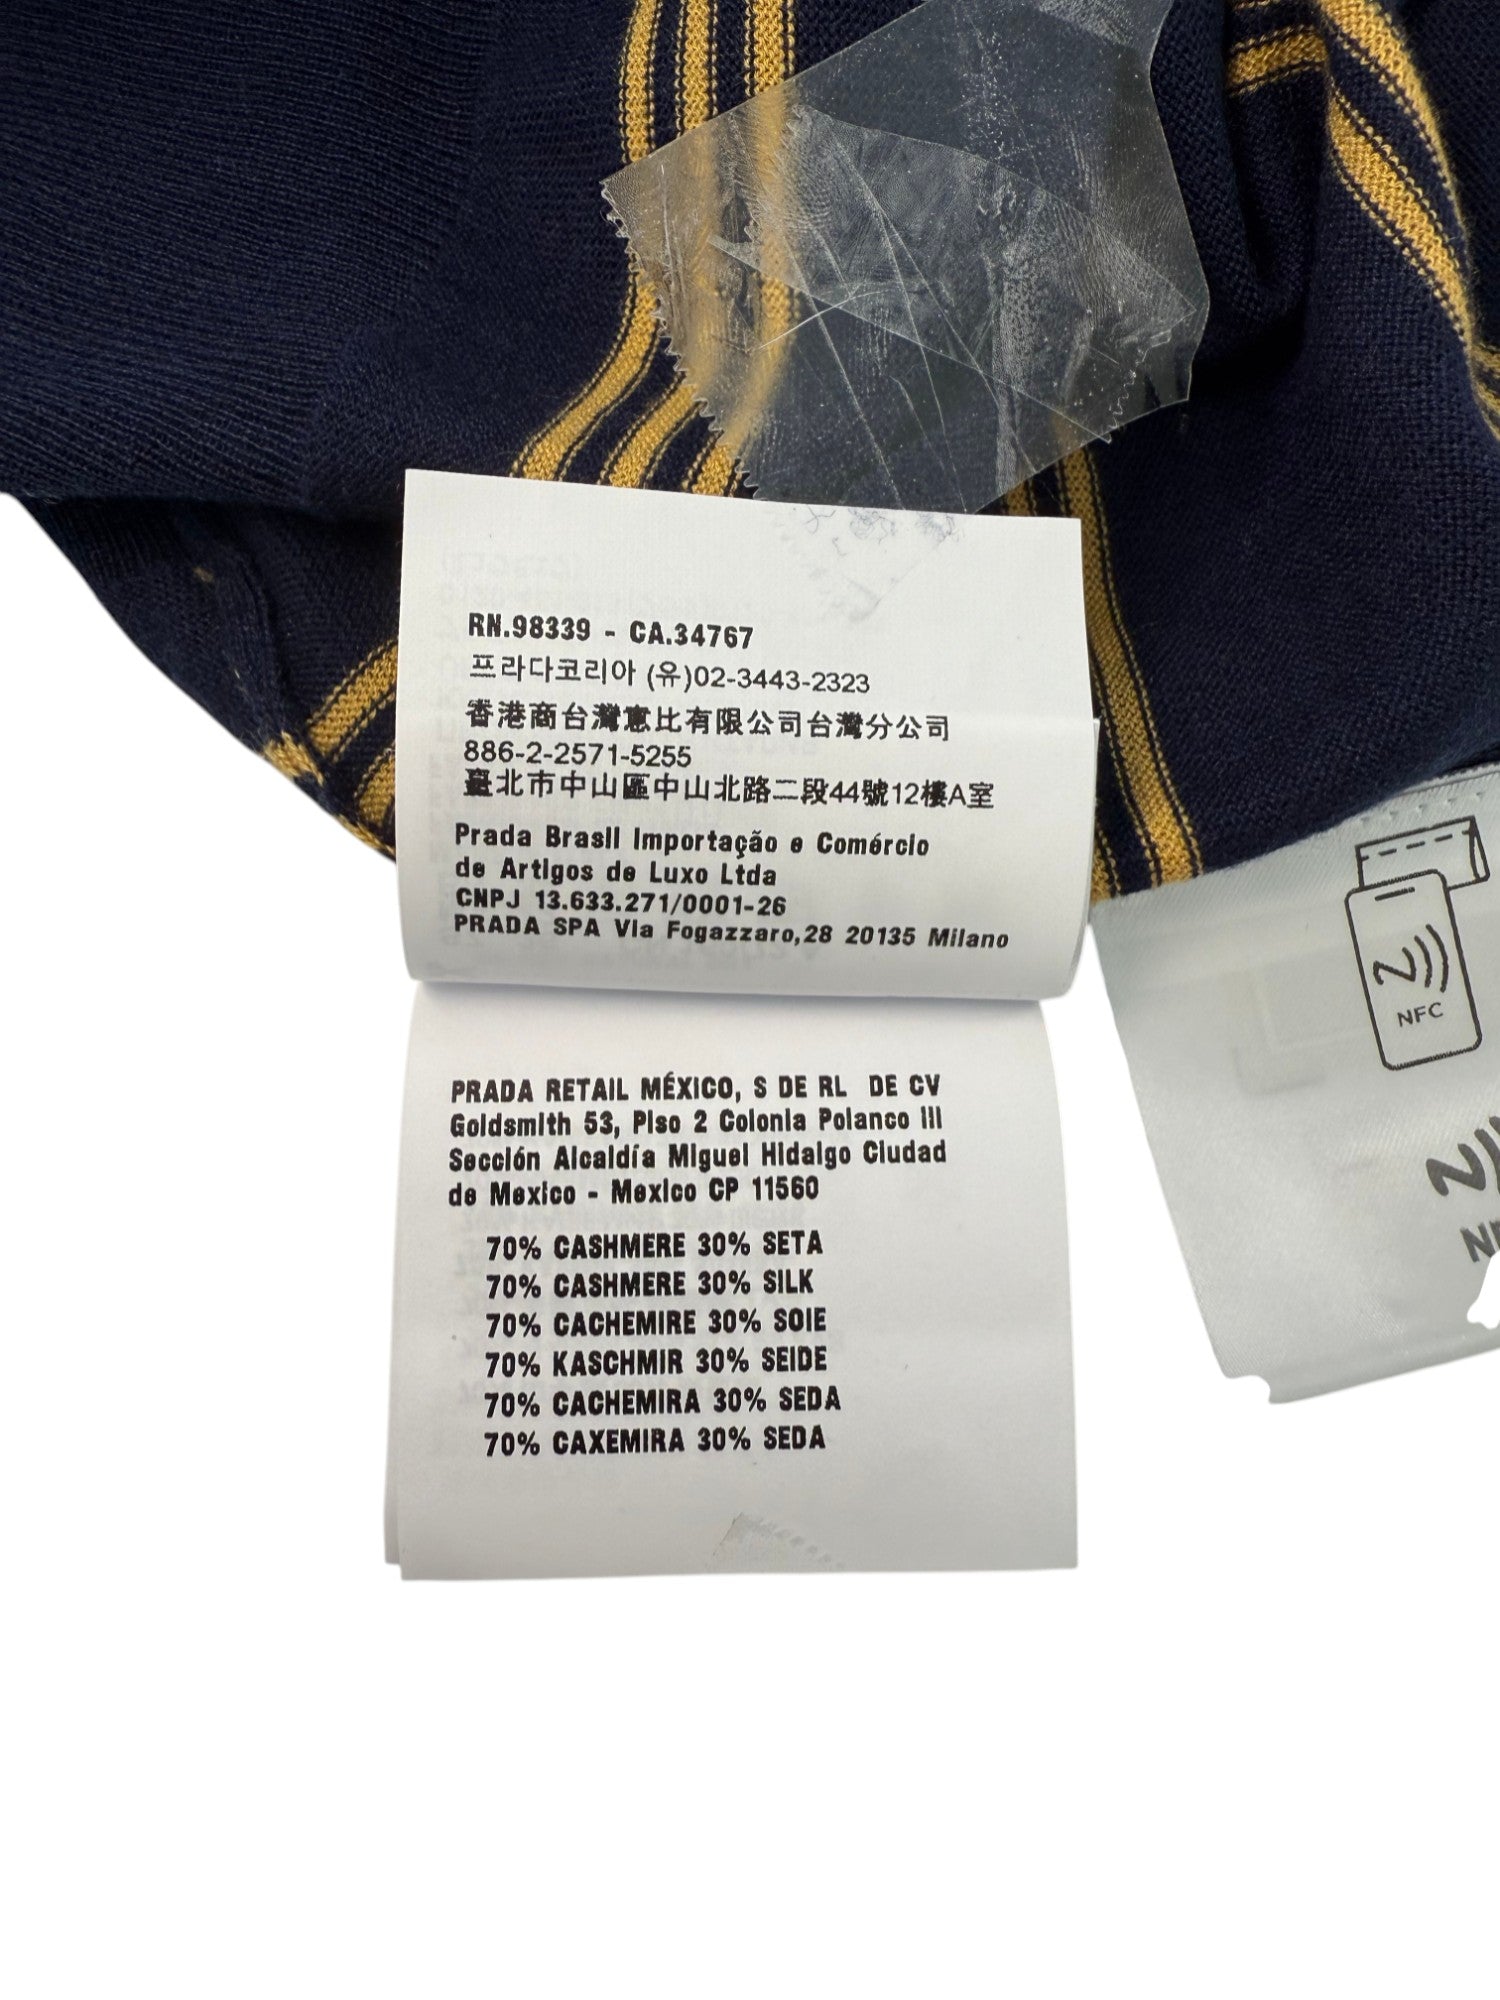 RN.98339 - CA.34767
프라다코리아 (유)02-3443-2323
香港商台灣惠比有限公司台灣分公司
886-2-2571-5255
臺北市中山區中山北路二段44號12樓A室
Prada Brasil Importação e Comércio
de Artigos de Luxo Ltda
CNPJ 13.633.271/0001-26
PRADA SPA Via Fogazzaro,28 20135 Milano
PRADA RETAIL MÉXICO, S DE RL DE CV
Goldsmith 53, Piso 2 Colonia Polanco III
Sección Alcaldía Miguel Hidalgo Ciudad
de Mexico - Mexico CP 11560
70% CASHMERE 30% SETA
70% CASHMERE 30% SILK
70% CACHEMIRE 30% SOIE
70% KASCHMIR 30% SEIDE
70% CACHEMIRA 30% SEDA
70% CAXEMIRA 30% SEDA
NFC